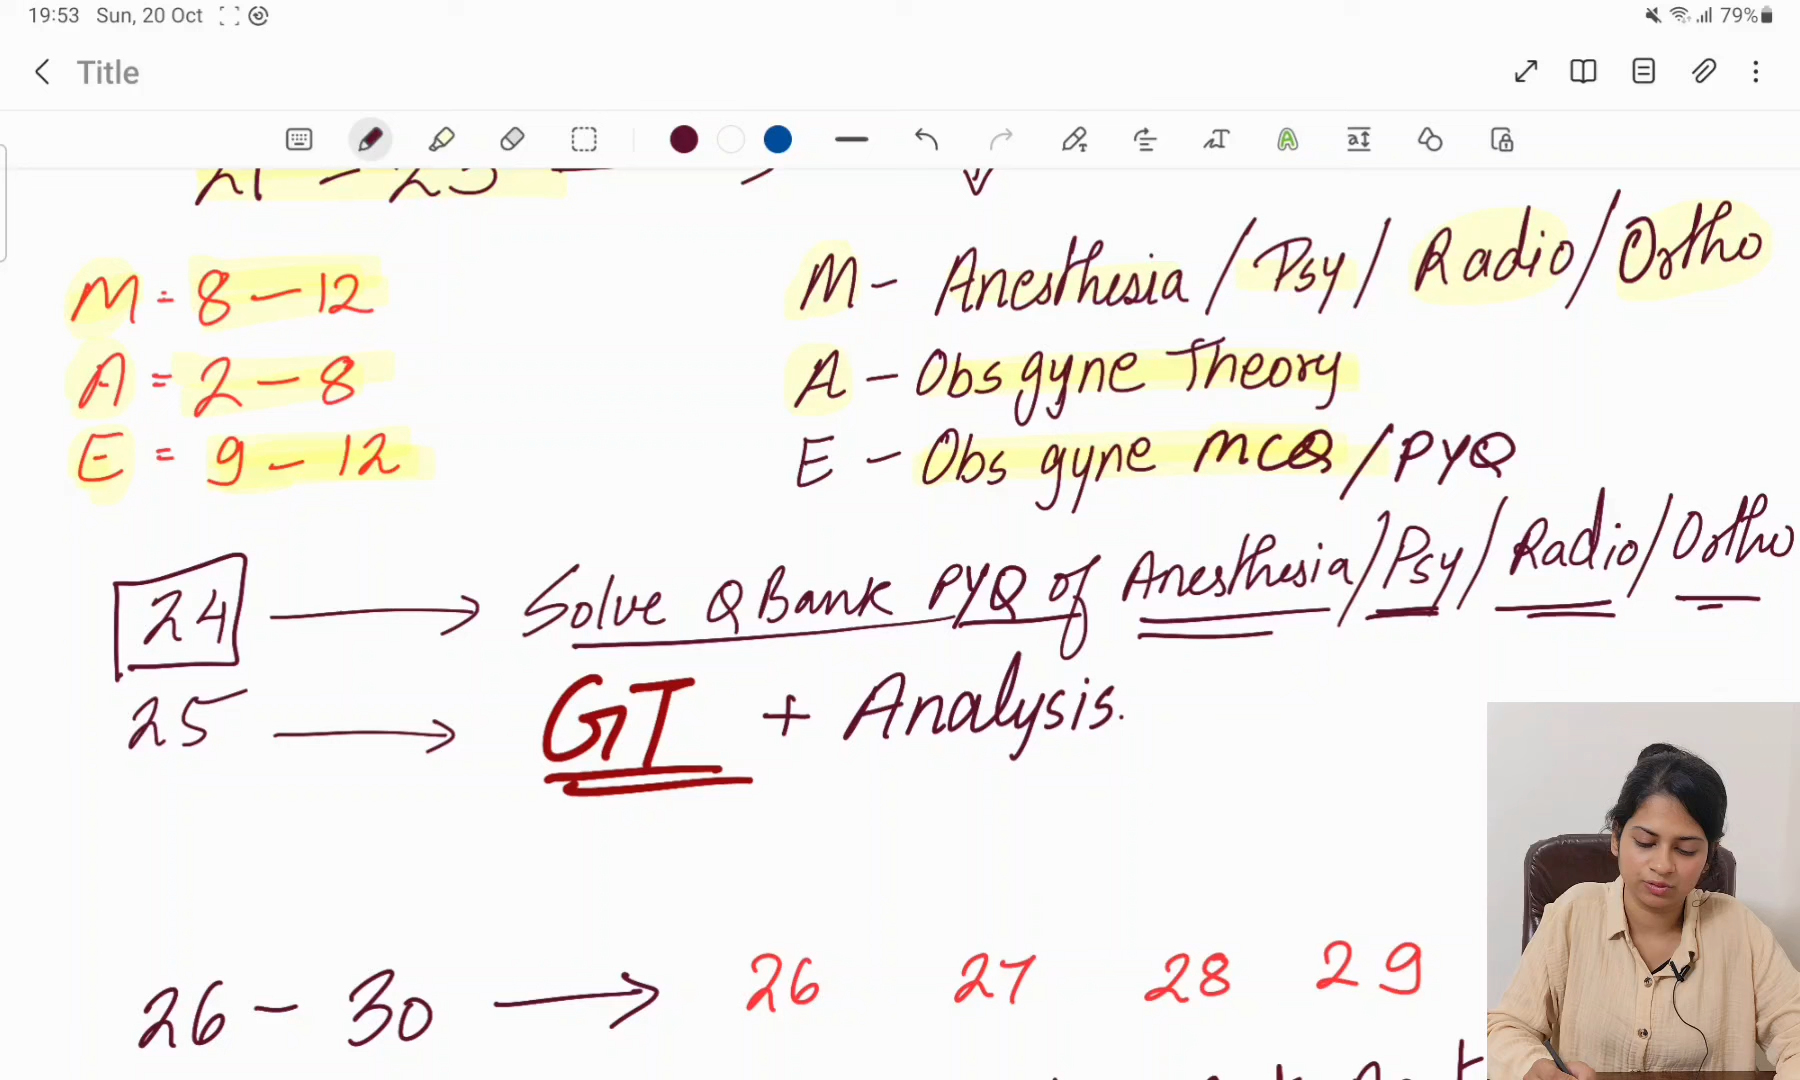 19:53 Sun, 20 Oct 79%
Title
21 - 23
M = 8 - 12
M - Anesthesia / Psy / Radio / Ortho
A = 2 - 8
A - Obs gyne Theory
E = 9 - 12
E - Obs gyne MCQ / PYQ
24 → Solve Q Bank PYQ of Anesthesia / Psy / Radio / Ortho
25 → GT + Analysis.
26 - 30 → 26 27 28 29